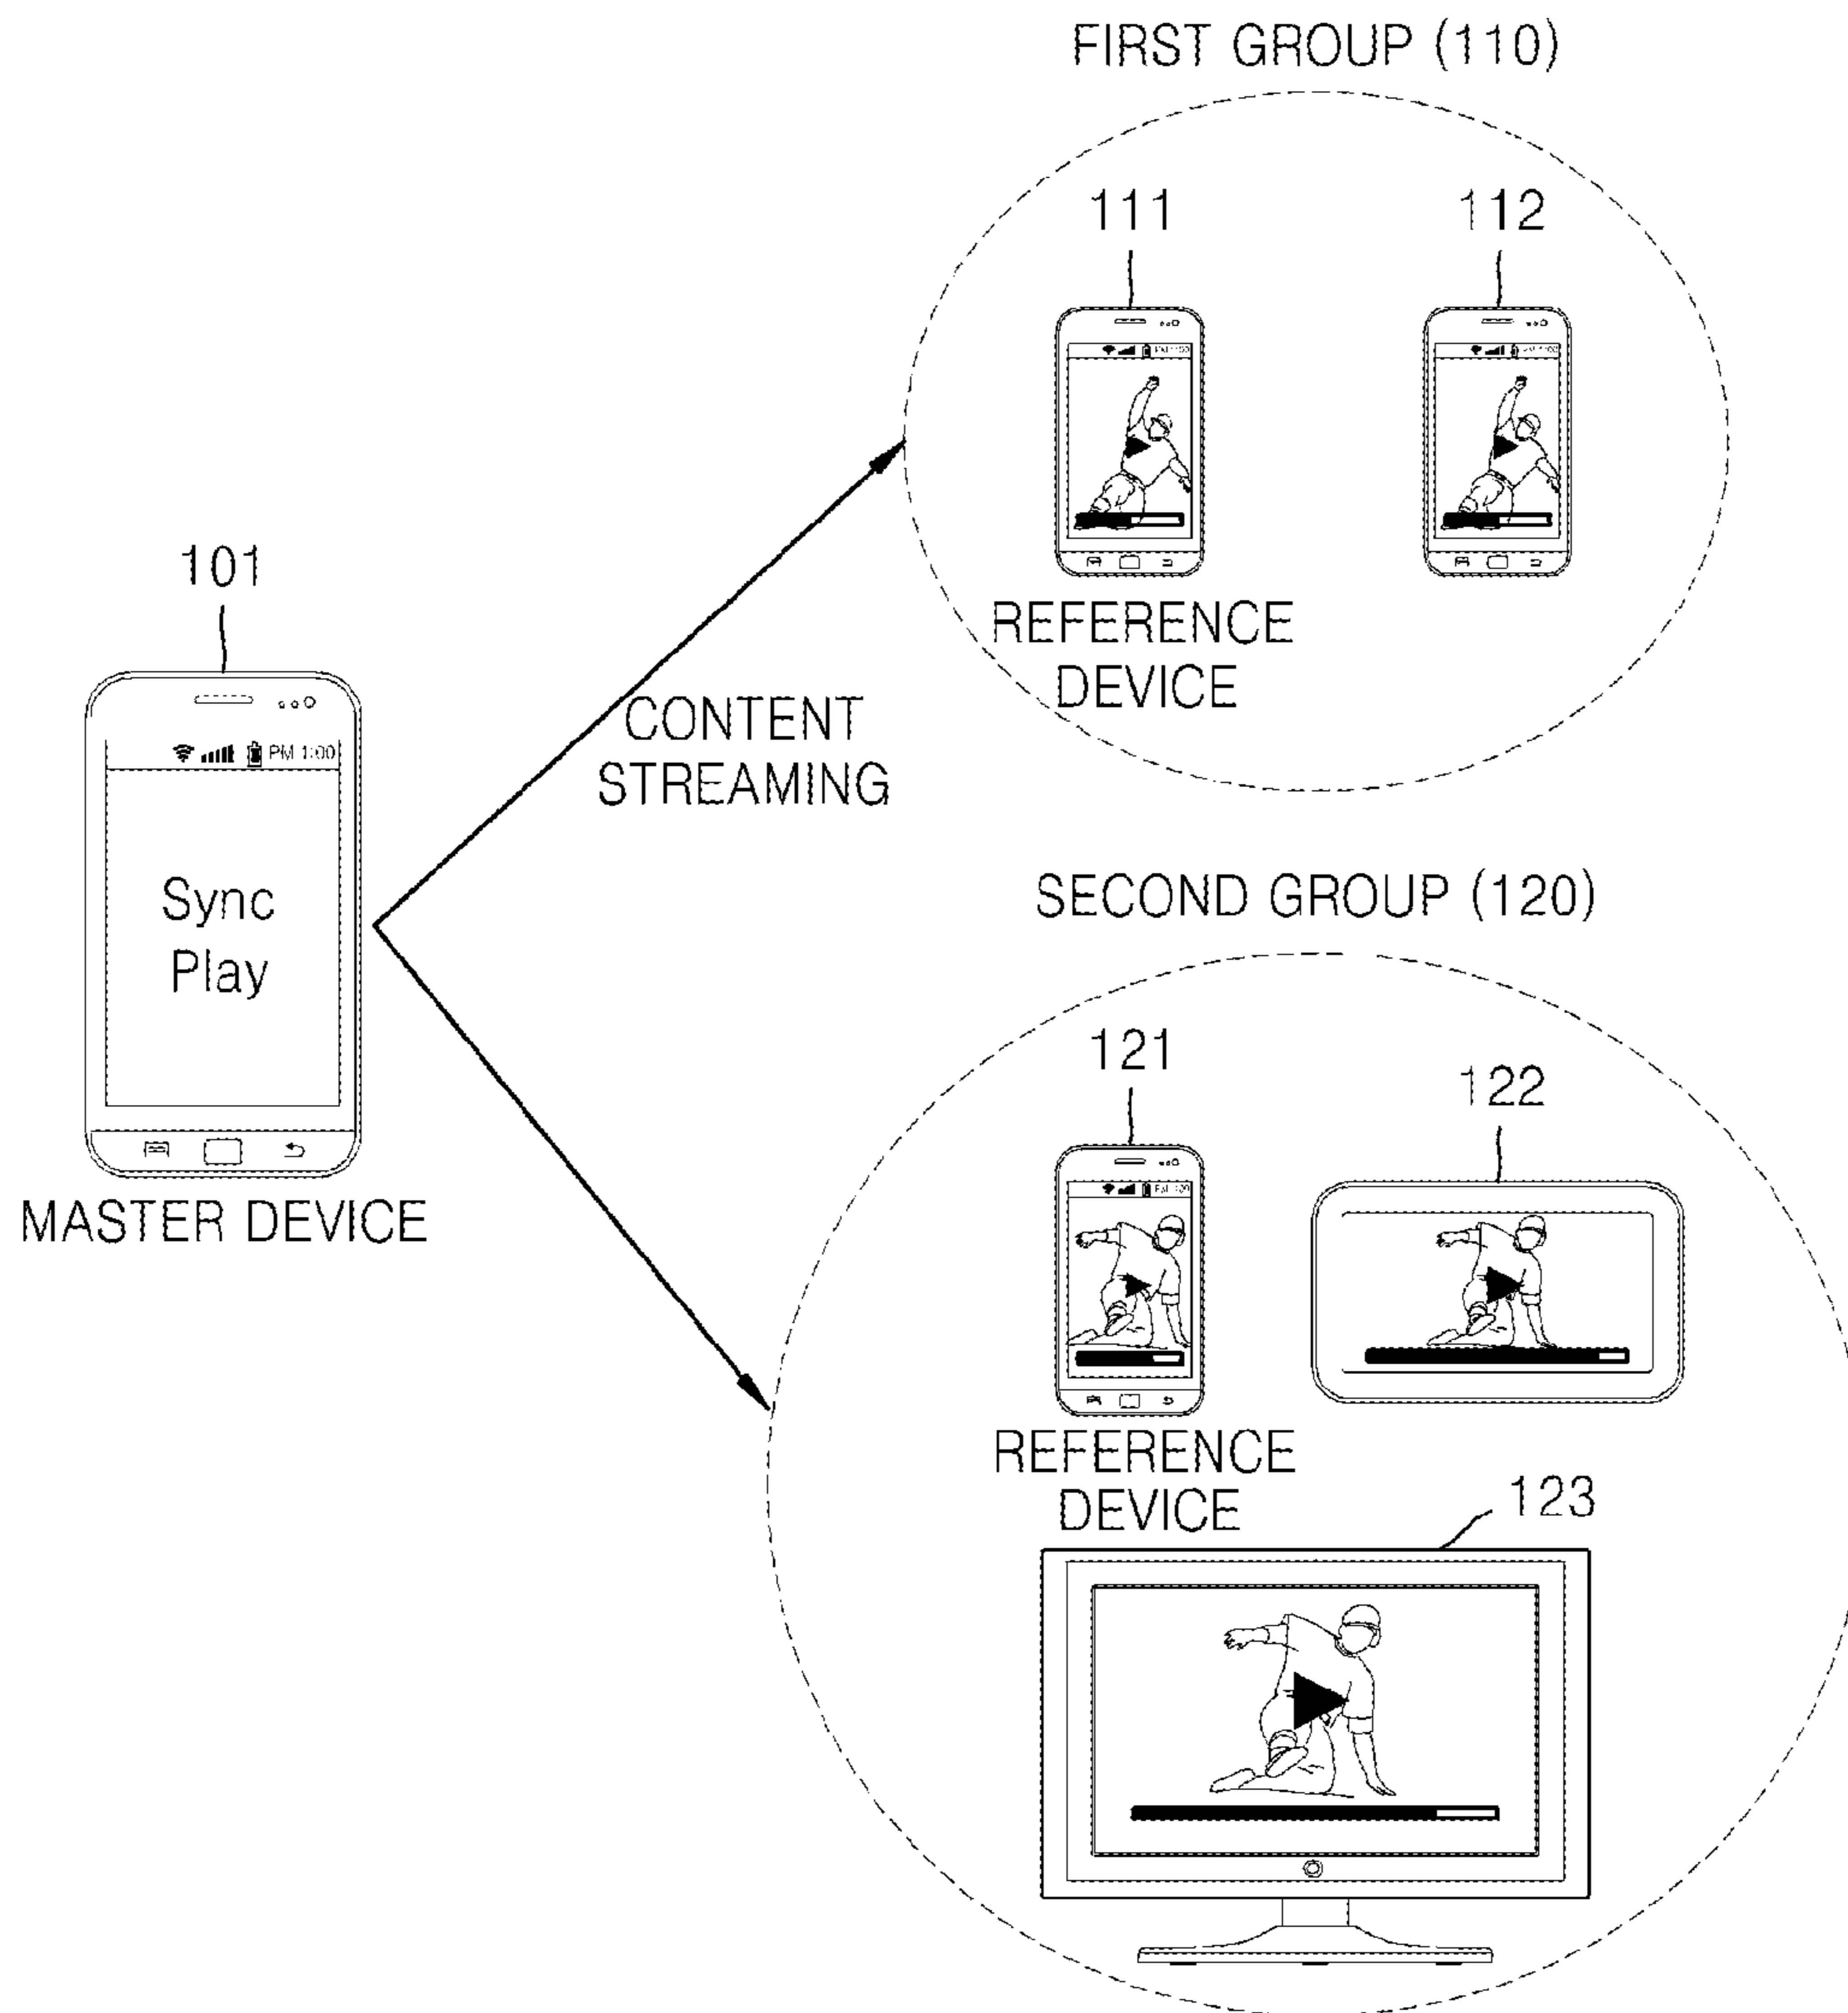 FIRST GROUP (110)
111
112
REFERENCE
DEVICE
101
PM 1:00
Sync
Play
MASTER DEVICE
CONTENT
STREAMING
SECOND GROUP (120)
121
122
REFERENCE
DEVICE
123